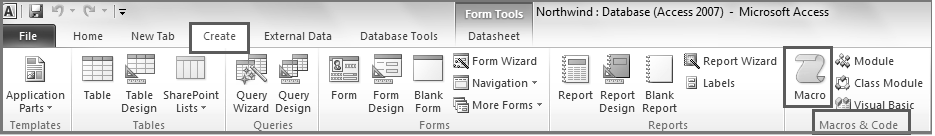 A
Form Tools
Northwind : Database (Access 2007) - Microsoft Access
File Home New Tab Create External Data Database Tools Datasheet
Application Parts
Table
Table Design
SharePoint Lists
Tables
Templates
Query Wizard
Query Design
Queries
Form
Form Design
Blank Form
Form Wizard
Navigation
More Forms
Forms
Report
Report Design
Blank Report
Report Wizard
Labels
Reports
Macro
Module
Class Module
Visual Basic
Macros & Code